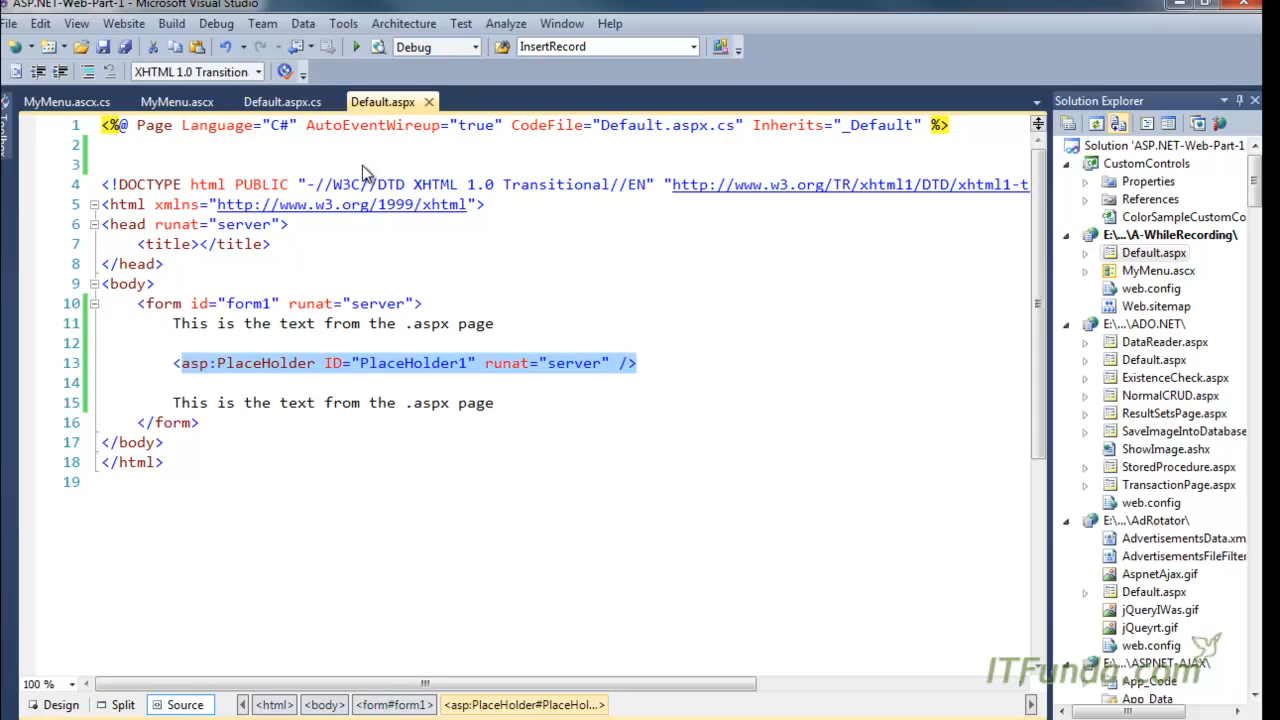 ASP.NET-Web-Part-1 - Microsoft Visual Studio
File Edit View Website Build Debug Team Data Tools Architecture Test Analyze Window Help
Debug InsertRecord
XHTML 1.0 Transition
MyMenu.ascx.cs MyMenu.ascx Default.aspx.cs Default.aspx
Toolbox
1 <%@ Page Language="C#" AutoEventWireup="true" CodeFile="Default.aspx.cs" Inherits="_Default" %>
2
3
4 <!DOCTYPE html PUBLIC "-//W3C//DTD XHTML 1.0 Transitional//EN" "http://www.w3.org/TR/xhtml1/DTD/xhtml1-t
5 <html xmlns="http://www.w3.org/1999/xhtml">
6 <head runat="server">
7 <title></title>
8 </head>
9 <body>
10 <form id="form1" runat="server">
11 This is the text from the .aspx page
12
13 <asp:PlaceHolder ID="PlaceHolder1" runat="server" />
14
15 This is the text from the .aspx page
16 </form>
17 </body>
18 </html>
19
100 %
Design Split Source <html> <body> <form#form1> <asp:PlaceHolder#PlaceHol...>
Solution Explorer
Solution 'ASP.NET-Web-Part-1
CustomControls
Properties
References
ColorSampleCustomCo
E:\...\A-WhileRecording\
Default.aspx
MyMenu.ascx
web.config
Web.sitemap
E:\...\ADO.NET\
DataReader.aspx
Default.aspx
ExistenceCheck.aspx
NormalCRUD.aspx
ResultSetsPage.aspx
SaveImageIntoDatabase
ShowImage.ashx
StoredProcedure.aspx
TransactionPage.aspx
web.config
E:\...\AdRotator\
AdvertisementsData.xm
AdvertisementsFileFilter
AspnetAjax.gif
Default.aspx
jQueryIWas.gif
jQueyrt.gif
web.config
E:\...\ASPNET-AJAX\
App_Code
App_Data
ITFunda.com